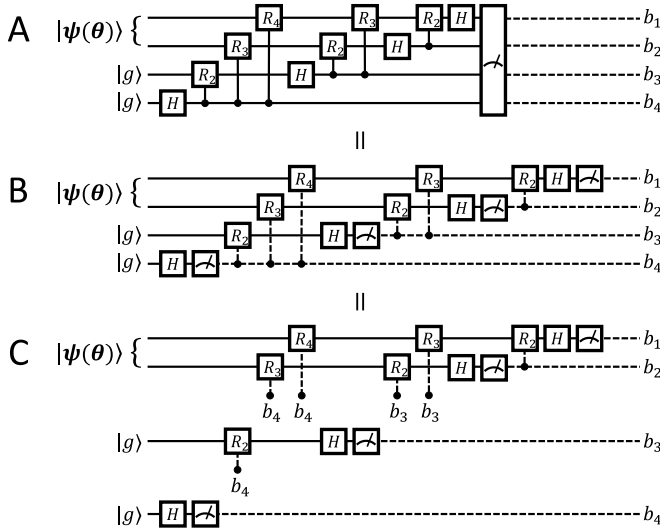 A |ψ(θ)⟩ { R₄ R₃ R₂ H b₁
R₃ R₂ H b₂
|g⟩ R₂ H b₃
|g⟩ H b₄
=
B |ψ(θ)⟩ { R₄ R₃ R₂ H b₁
R₃ R₂ H b₂
|g⟩ R₂ H b₃
|g⟩ H b₄
=
C |ψ(θ)⟩ { R₄ R₃ R₂ H b₁
R₃ R₂ H b₂
b₄ b₄ b₃ b₃
|g⟩ R₂ H b₃
b₄
|g⟩ H b₄